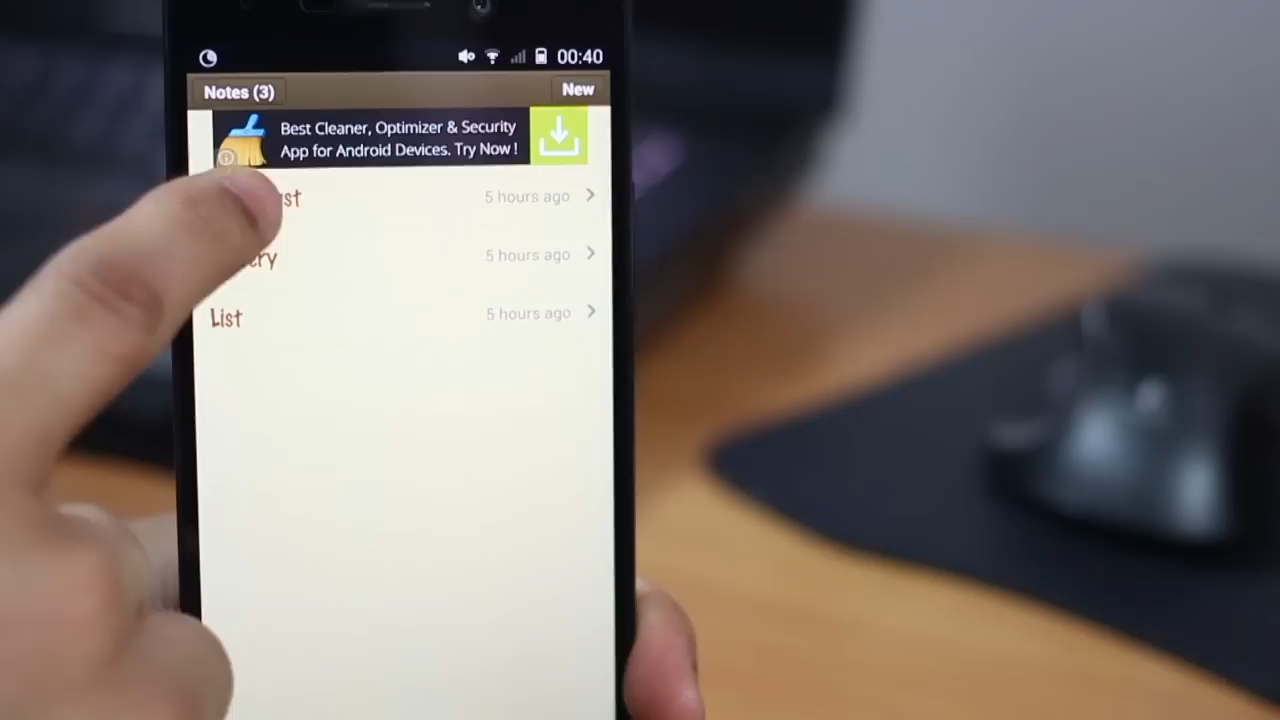 00:40
Notes (3)
New
Best Cleaner, Optimizer & Security
App for Android Devices. Try Now !
5 hours ago
5 hours ago
List
5 hours ago